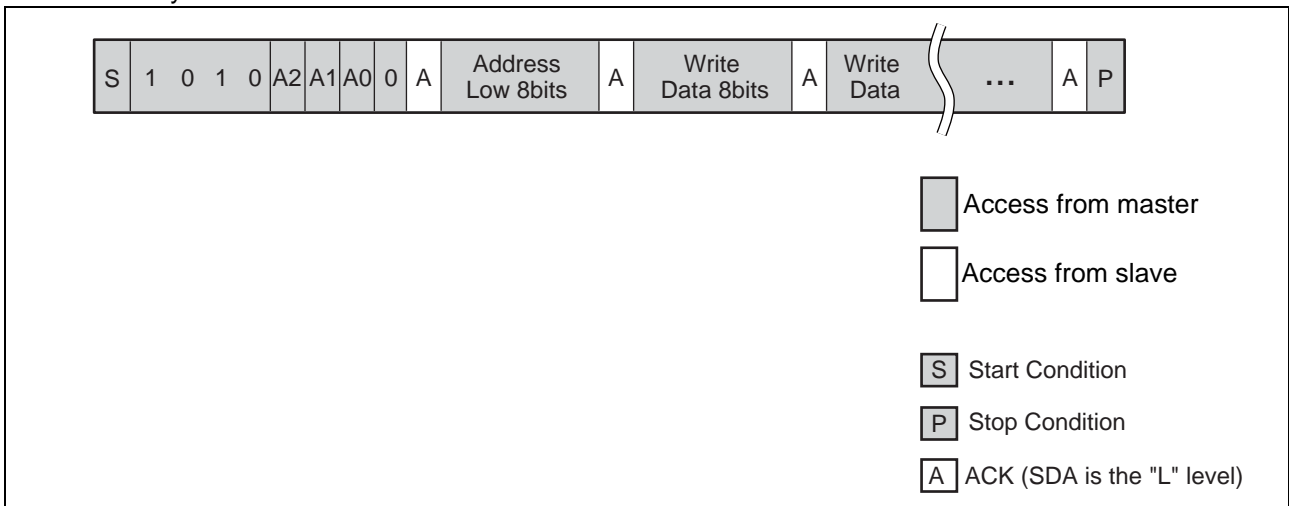 S 1 0 1 0 A2 A1 A0 0 A Address Low 8bits A Write Data 8bits A Write Data ... A P
Access from master
Access from slave
S Start Condition
P Stop Condition
A ACK (SDA is the "L" level)